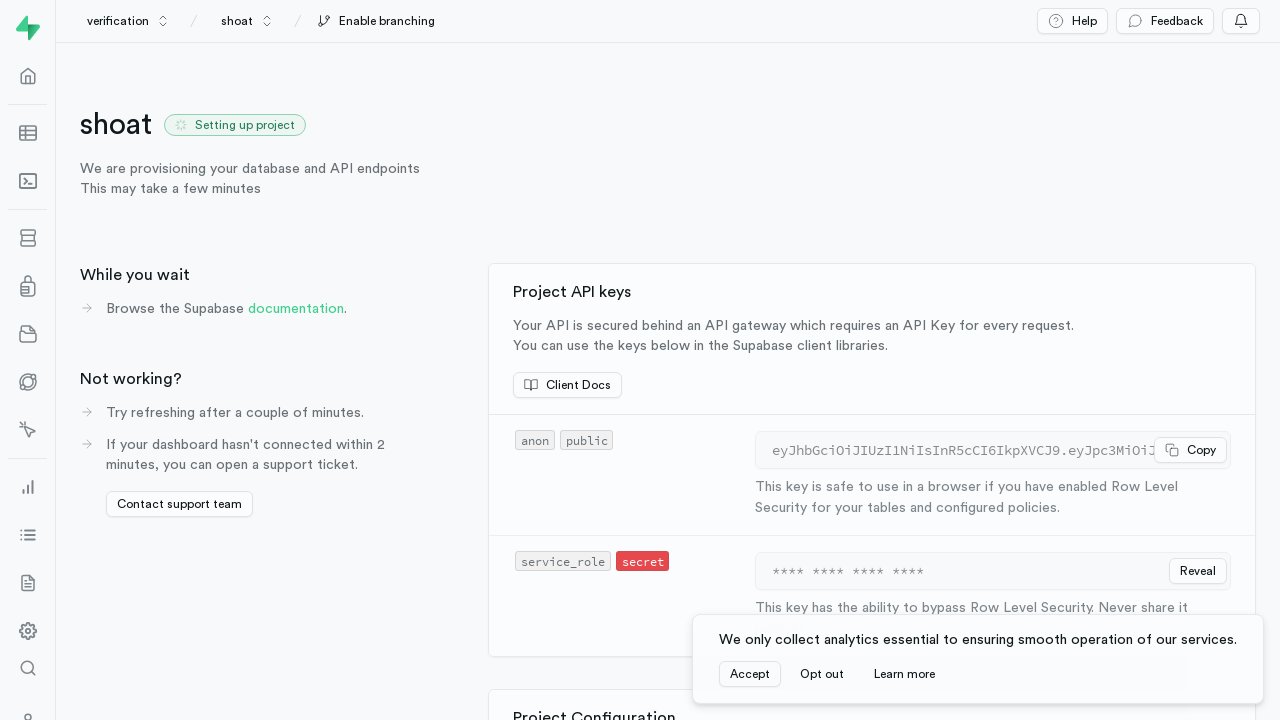 verification / shoat / Enable branching Help Feedback
shoat Setting up project
We are provisioning your database and API endpoints
This may take a few minutes
While you wait
Browse the Supabase documentation.
Not working?
Try refreshing after a couple of minutes.
If your dashboard hasn't connected within 2
minutes, you can open a support ticket.
Contact support team
Project API keys
Your API is secured behind an API gateway which requires an API Key for every request.
You can use the keys below in the Supabase client libraries.
Client Docs
anon public
eyJhbGciOiJIUzI1NiIsInR5cCI6IkpXVCJ9.eyJpc3MiOiJ Copy
This key is safe to use in a browser if you have enabled Row Level
Security for your tables and configured policies.
service_role secret
**** **** **** **** Reveal
This key has the ability to bypass Row Level Security. Never share it
We only collect analytics essential to ensuring smooth operation of our services.
Accept Opt out Learn more
Project Configuration